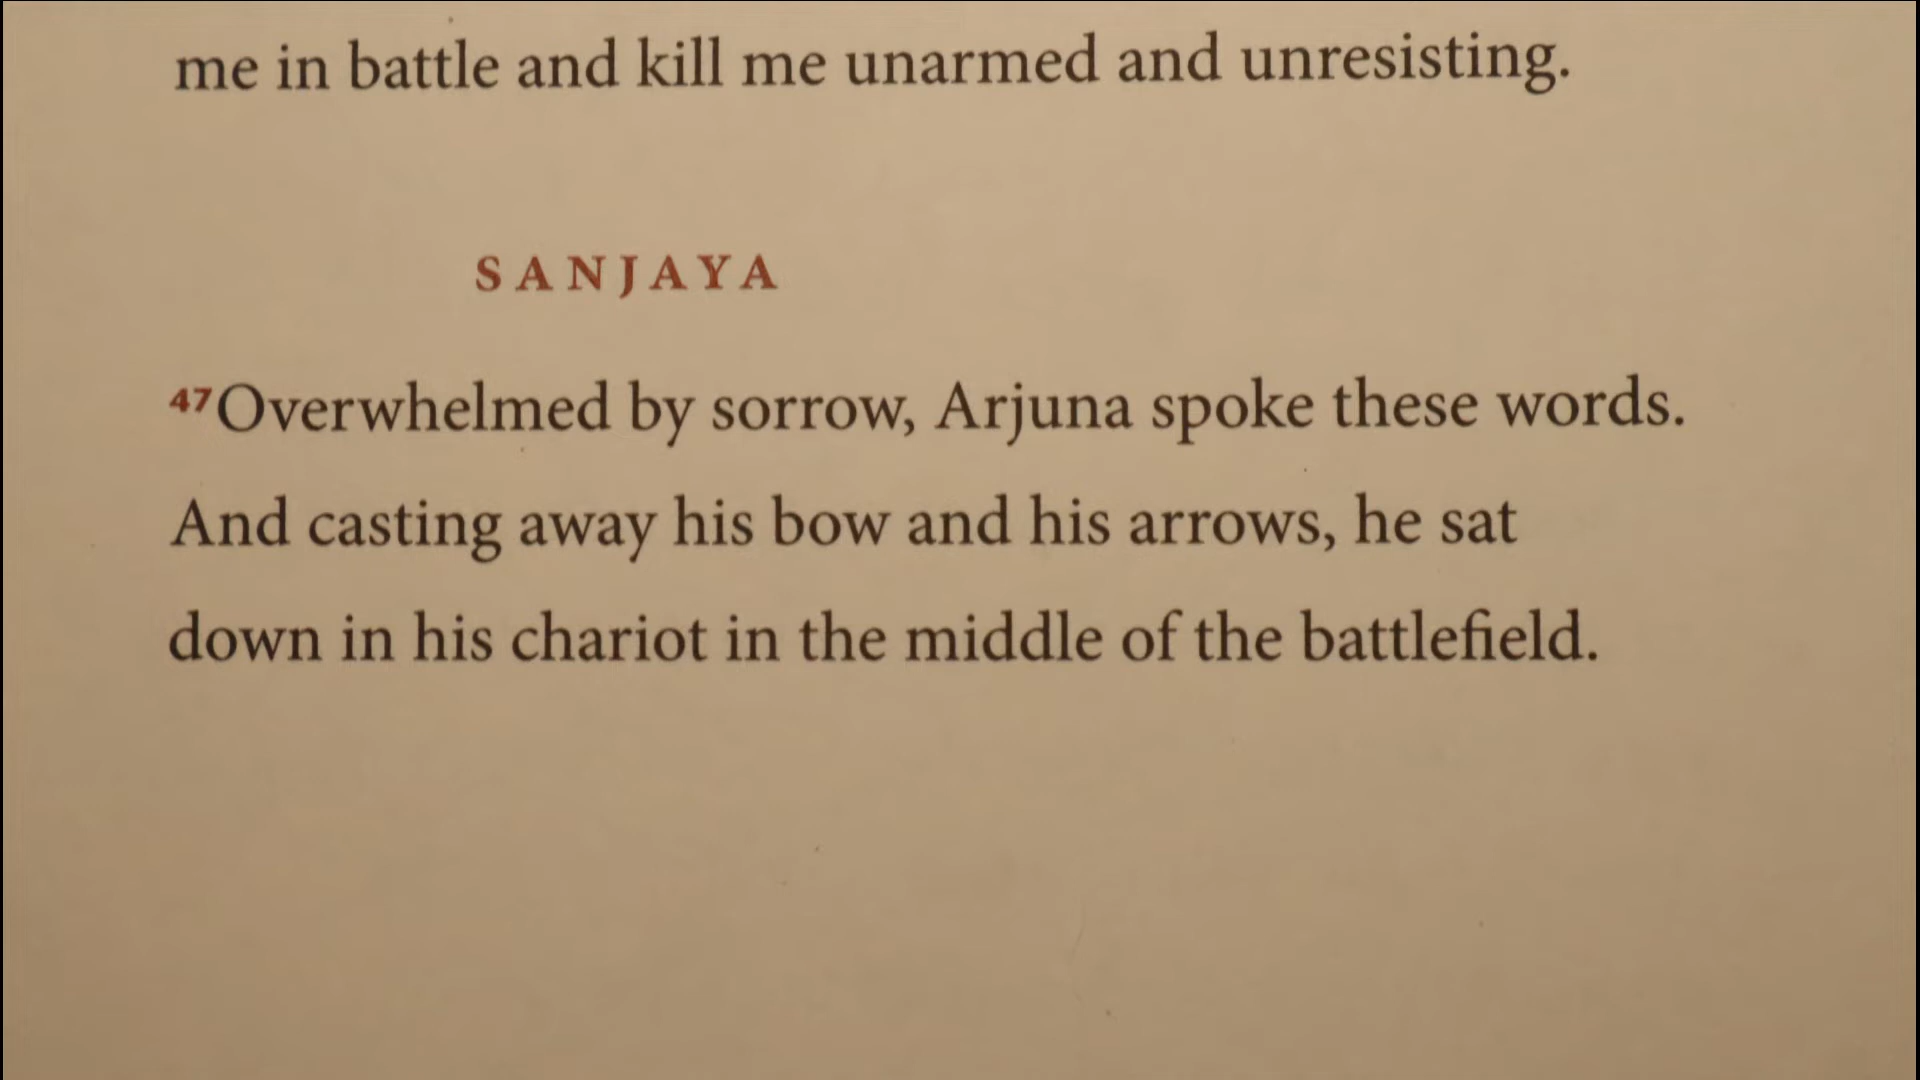 me in battle and kill me unarmed and unresisting.
SANJAYA
47Overwhelmed by sorrow, Arjuna spoke these words.
And casting away his bow and his arrows, he sat
down in his chariot in the middle of the battlefield.